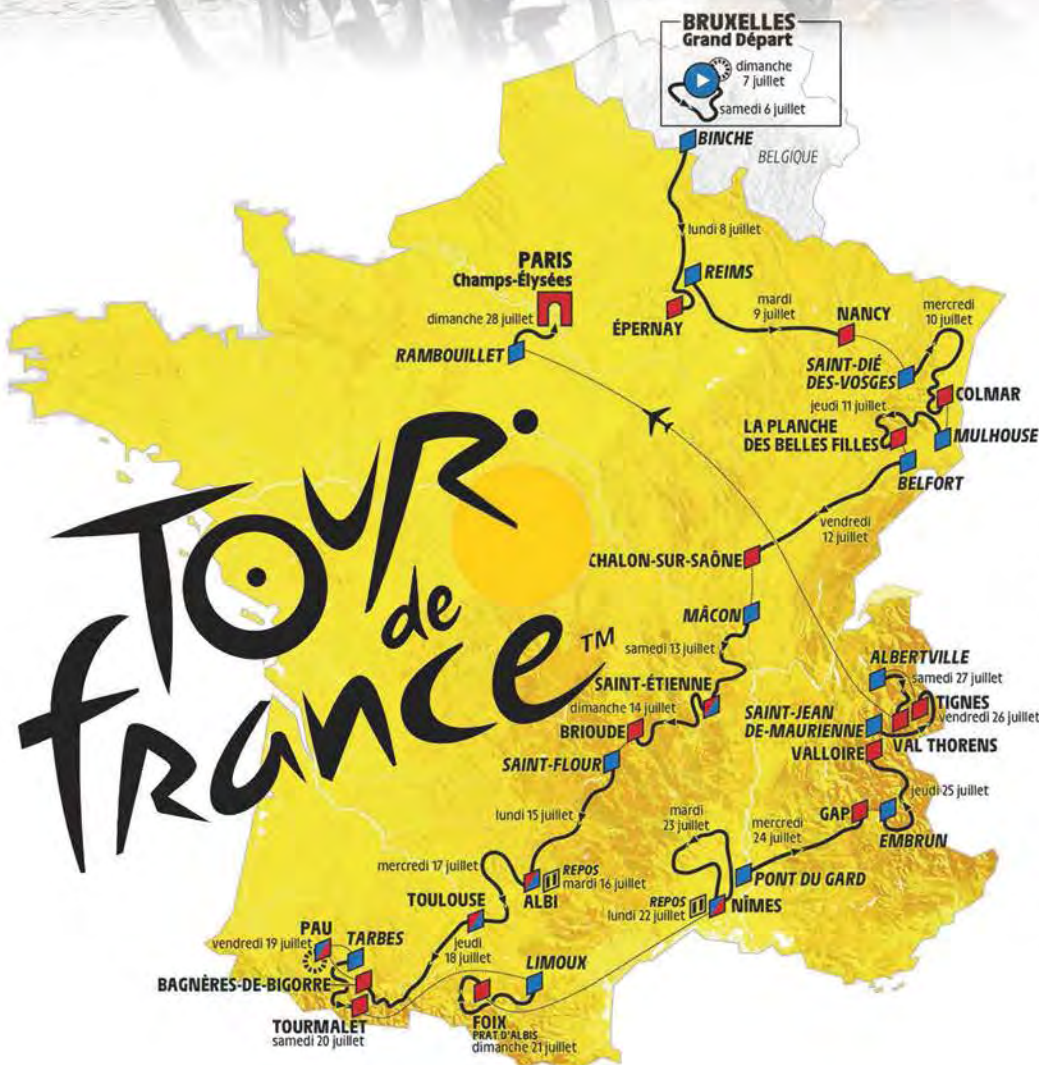 BRUXELLES
Grand Départ
dimanche
7 juillet
samedi 6 juillet
BINCHE
BELGIQUE
lundi 8 juillet
REIMS
PARIS
Champs-Élysées
dimanche 28 juillet
RAMBOUILLET
ÉPERNAY
mardi
9 juillet
NANCY
mercredi
10 juillet
SAINT-DIÉ
DES-VOSGES
COLMAR
jeudi 11 juillet
LA PLANCHE
DES BELLES FILLES
MULHOUSE
BELFORT
vendredi
12 juillet
TOUR
de
france™
CHALON-SUR-SAÔNE
MÂCON
samedi 13 juillet
SAINT-ÉTIENNE
dimanche 14 juillet
BRIOUDE
SAINT-FLOUR
ALBERTVILLE
samedi 27 juillet
TIGNES
vendredi 26 juillet
SAINT-JEAN
DE-MAURIENNE
VAL THORENS
VALLOIRE
jeudi 25 juillet
GAP
EMBRUN
lundi 15 juillet
mardi
23 juillet
mercredi
24 juillet
PONT DU GARD
mercredi 17 juillet
REPOS
mardi 16 juillet
ALBI
REPOS
lundi 22 juillet
NÎMES
TOULOUSE
jeudi
18 juillet
PAU
vendredi 19 juillet
TARBES
BAGNÈRES-DE-BIGORRE
TOURMALET
samedi 20 juillet
LIMOUX
FOIX
PRAT D'ALBIS
dimanche 21 juillet